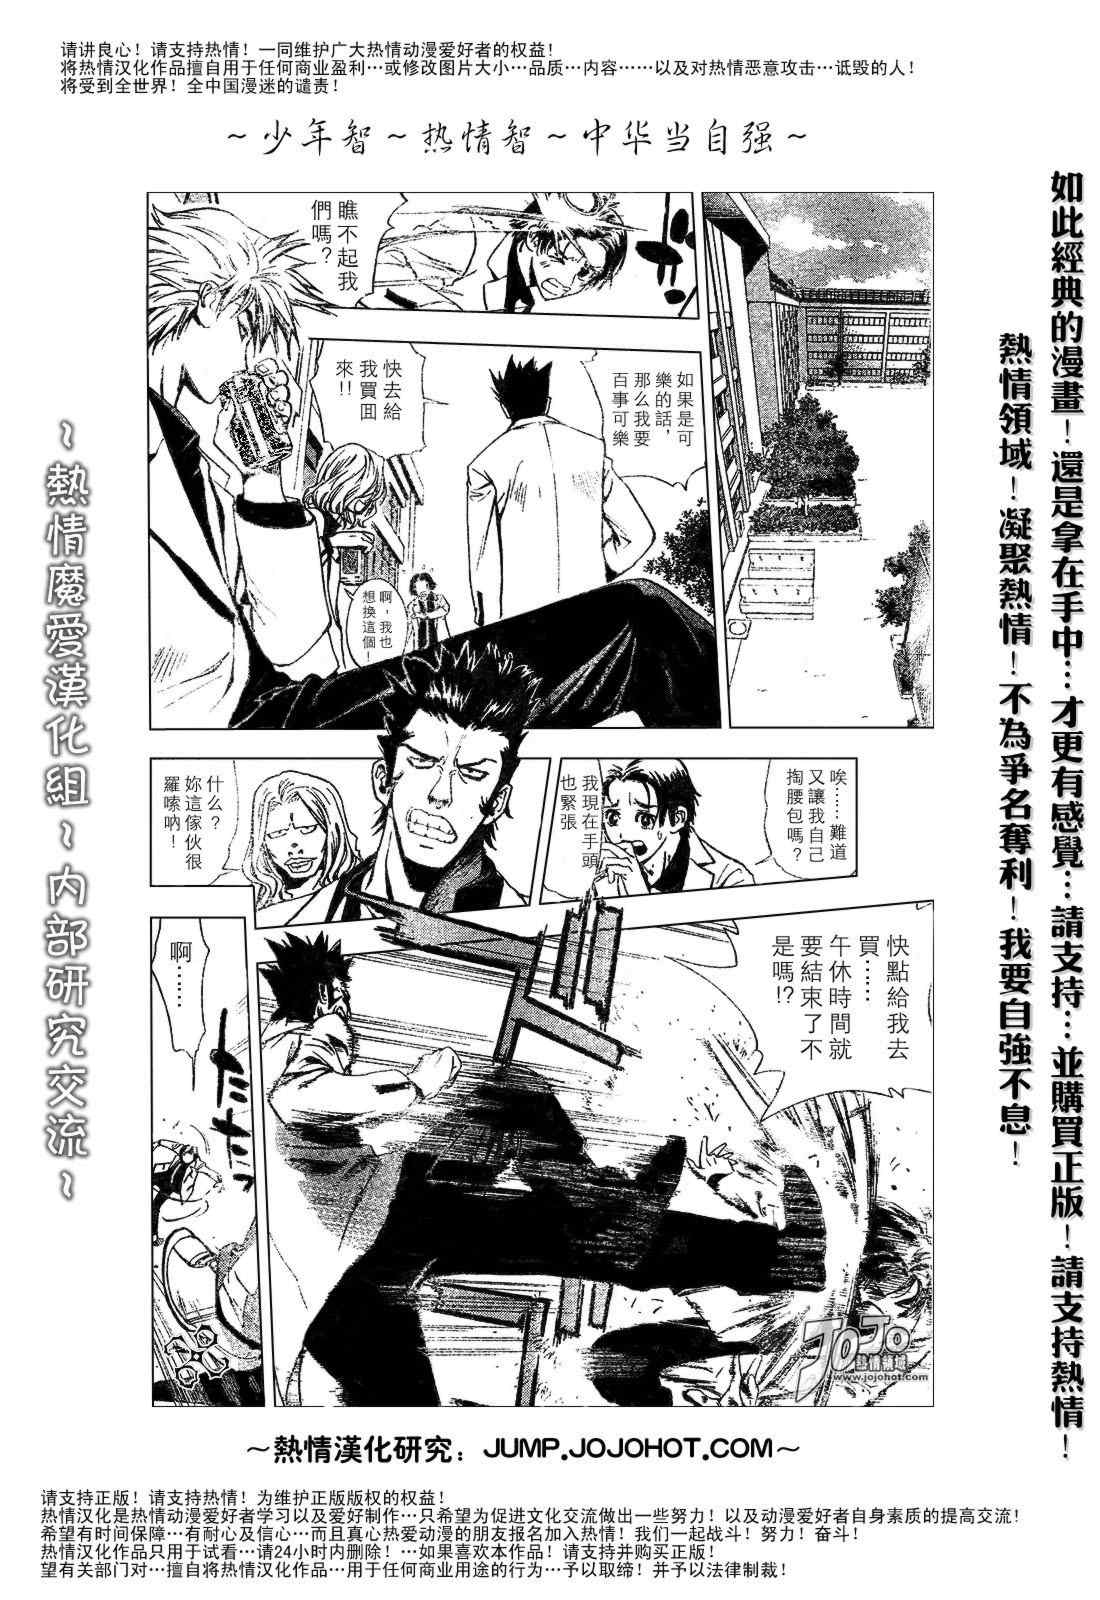 请讲良心！请支持热情！一同维护广大热情动漫爱好者的权益！
将热情汉化作品擅自用于任何商业盈利…或修改图片大小…品质…内容……以及对热情恶意攻击…诋毁的人！
将受到全世界！全中国漫迷的谴责！
～少年智～热情智～中华当自强～
如此經典的漫畫！還是拿在手中…才更有感覺…請支持…並購買正版！請支持熱情！
熱情領域！凝聚熱情！不為爭名奪利！我要自強不息！
瞧不起我
們嗎？
如果是可
樂的話，
那么我要
百事可樂
快去給
我買回
來!!
啊，我也
想換這個！
唉……難道
又讓我自己
掏腰包嗎？
我現在手頭
也緊張
什么？
妳這傢伙很
羅嗦吶！
快點給我去
買……
午休時間就
要結束了不
是嗎!?
啊……
～熱情魔愛漢化組～内部研究交流～
JOJO
熱情領域
www.jojohot.com
～熱情漢化研究：JUMP.JOJOHOT.COM～
请支持正版！请支持热情！为维护正版版权的权益！
热情汉化是热情动漫爱好者学习以及爱好制作…只希望为促进文化交流做出一些努力！以及动漫爱好者自身素质的提高交流！
希望有时间保障…有耐心及信心…而且真心热爱动漫的朋友报名加入热情！我们一起战斗！努力！奋斗！
热情汉化作品只用于试看…请24小时内删除！…如果喜欢本作品！请支持并购买正版！
望有关部门对…擅自将热情汉化作品…用于任何商业用途的行为…予以取缔！并予以法律制裁！